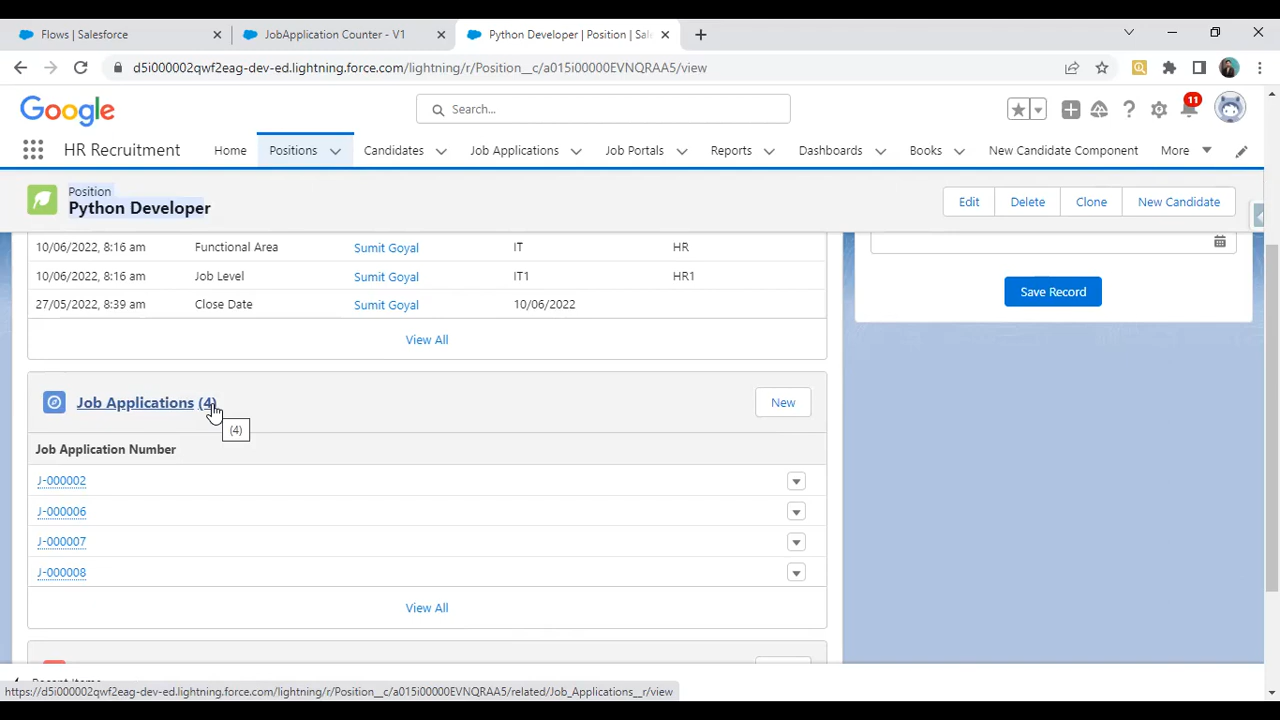 Flows | Salesforce
JobApplication Counter - V1
Python Developer | Position | Sale
d5i000002qwf2eag-dev-ed.lightning.force.com/lightning/r/Position__c/a015i00000EVNQRAA5/view
Google
Search...
11
HR Recruitment
Home
Positions
Candidates
Job Applications
Job Portals
Reports
Dashboards
Books
New Candidate Component
More
Position
Python Developer
Edit
Delete
Clone
New Candidate
10/06/2022, 8:16 am Functional Area Sumit Goyal IT HR
10/06/2022, 8:16 am Job Level Sumit Goyal IT1 HR1
27/05/2022, 8:39 am Close Date Sumit Goyal 10/06/2022
View All
Save Record
Job Applications (4)
New
(4)
Job Application Number
J-000002
J-000006
J-000007
J-000008
View All
https://d5i000002qwf2eag-dev-ed.lightning.force.com/lightning/r/Position__c/a015i00000EVNQRAA5/related/Job_Applications__r/view